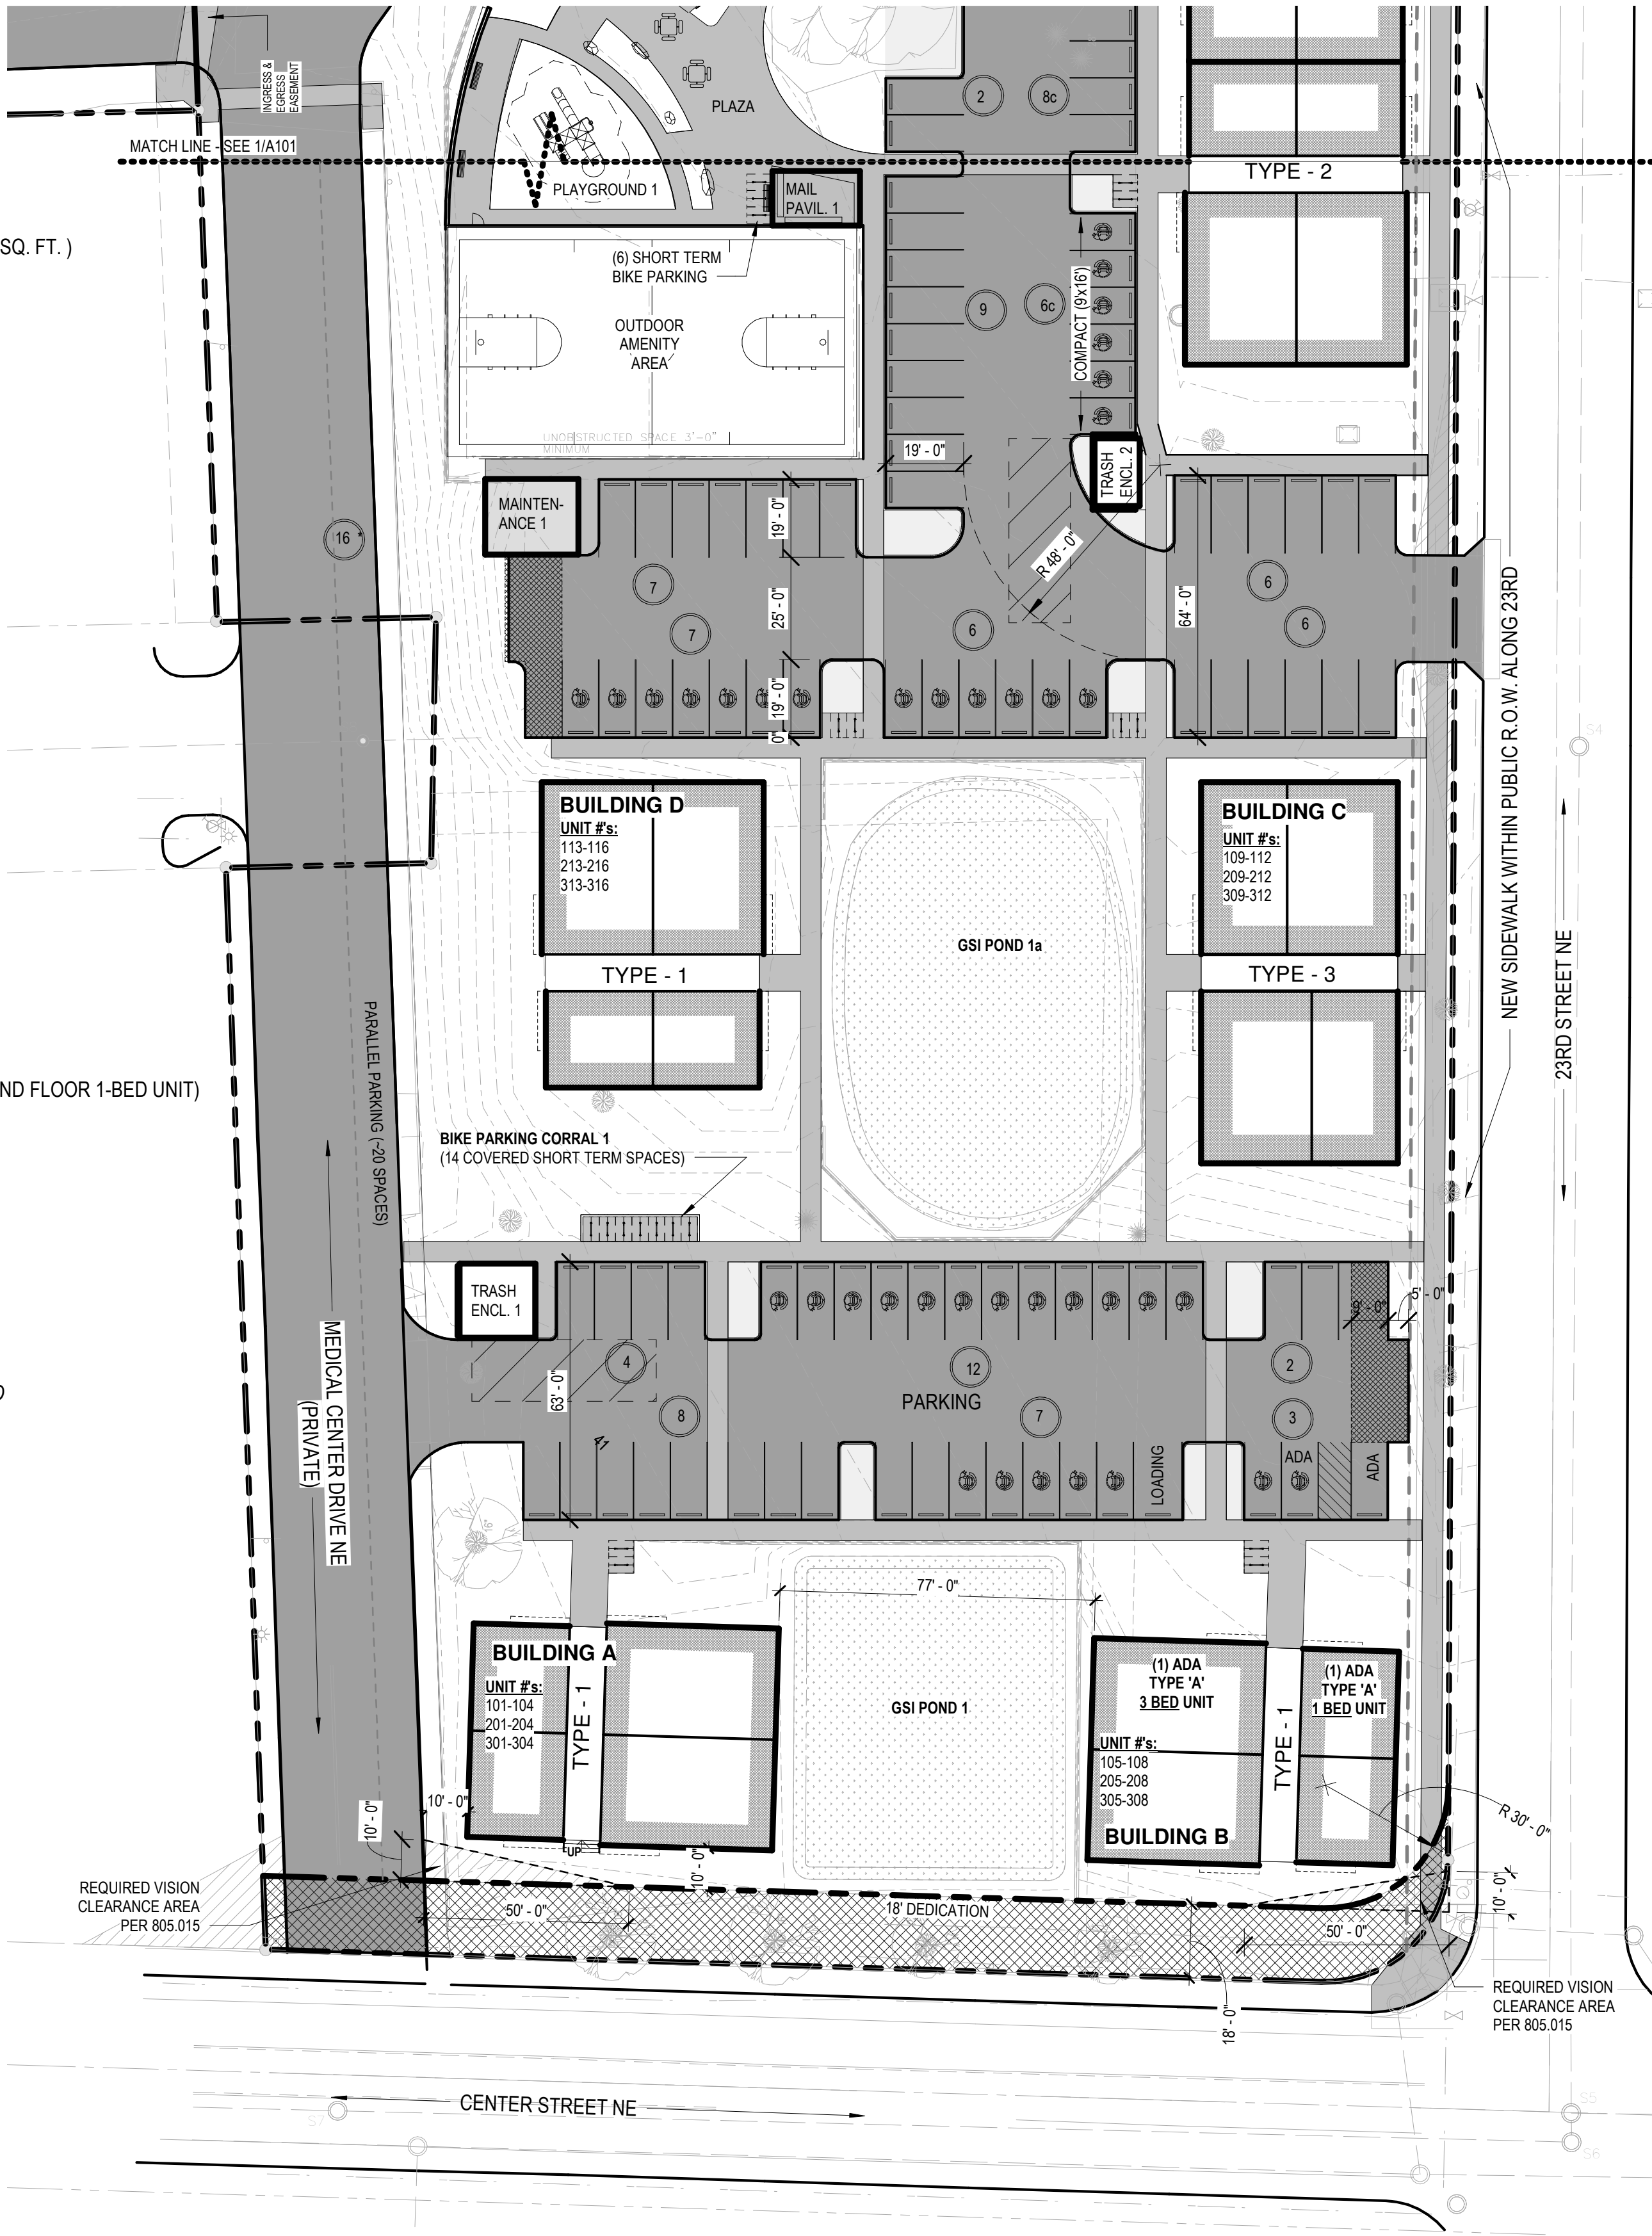 INGRESS &
EGRESS
EASEMENT
2
8c
PLAZA
MATCH LINE - SEE 1/A101
TYPE - 2
PLAYGROUND 1
MAIL
PAVIL. 1
SQ. FT. )
(6) SHORT TERM
BIKE PARKING
9
6c
COMPACT (9'x16')
OUTDOOR
AMENITY
AREA
UNOBSTRUCTED SPACE 3'-0"
MINIMUM
19' - 0"
TRASH
ENCL. 2
MAINTEN-
ANCE 1
16 *
19' - 0"
R 48' - 0"
7
7
25' - 0"
6
64' - 0"
6
6
19' - 0"
0"
NEW SIDEWALK WITHIN PUBLIC R.O.W. ALONG 23RD
S4
BUILDING D
UNIT #'s:
113-116
213-216
313-316
TYPE - 1
GSI POND 1a
BUILDING C
UNIT #'s:
109-112
209-212
309-312
TYPE - 3
23RD STREET NE
ND FLOOR 1-BED UNIT)
PARALLEL PARKING (~20 SPACES)
BIKE PARKING CORRAL 1
(14 COVERED SHORT TERM SPACES)
TRASH
ENCL. 1
5' - 0"
9' - 0"
4
63' - 0"
8
12
PARKING
7
2
3
LOADING
ADA
ADA
MEDICAL CENTER DRIVE NE
(PRIVATE)
16"
77' - 0"
BUILDING A
UNIT #'s:
101-104
201-204
301-304
TYPE - 1
UP
GSI POND 1
(1) ADA
TYPE 'A'
3 BED UNIT
UNIT #'s:
105-108
205-208
305-308
BUILDING B
TYPE - 1
(1) ADA
TYPE 'A'
1 BED UNIT
R 30' - 0"
10' - 0"
10' - 0"
10' - 0"
10' - 0"
REQUIRED VISION
CLEARANCE AREA
PER 805.015
50' - 0"
18' DEDICATION
50' - 0"
18' - 0"
REQUIRED VISION
CLEARANCE AREA
PER 805.015
CENTER STREET NE
S7
S5
S6